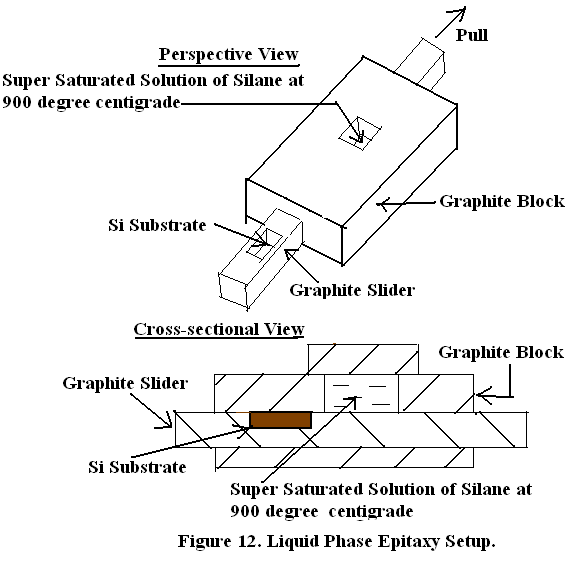 Pull
Perspective View
Super Saturated Solution of Silane at
900 degree centigrade
Graphite Block
Si Substrate
Graphite Slider
Cross-sectional View
Graphite Block
Graphite Slider
Si Substrate
Super Saturated Solution of Silane at
900 degree centigrade
Figure 12. Liquid Phase Epitaxy Setup.